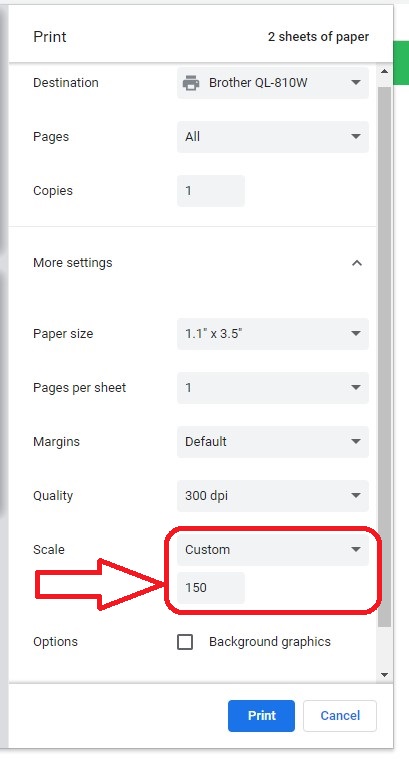 Print 2 sheets of paper
Destination Brother QL-810W
Pages All
Copies 1
More settings
Paper size 1.1" x 3.5"
Pages per sheet 1
Margins Default
Quality 300 dpi
Scale Custom
150
Options Background graphics
Print Cancel